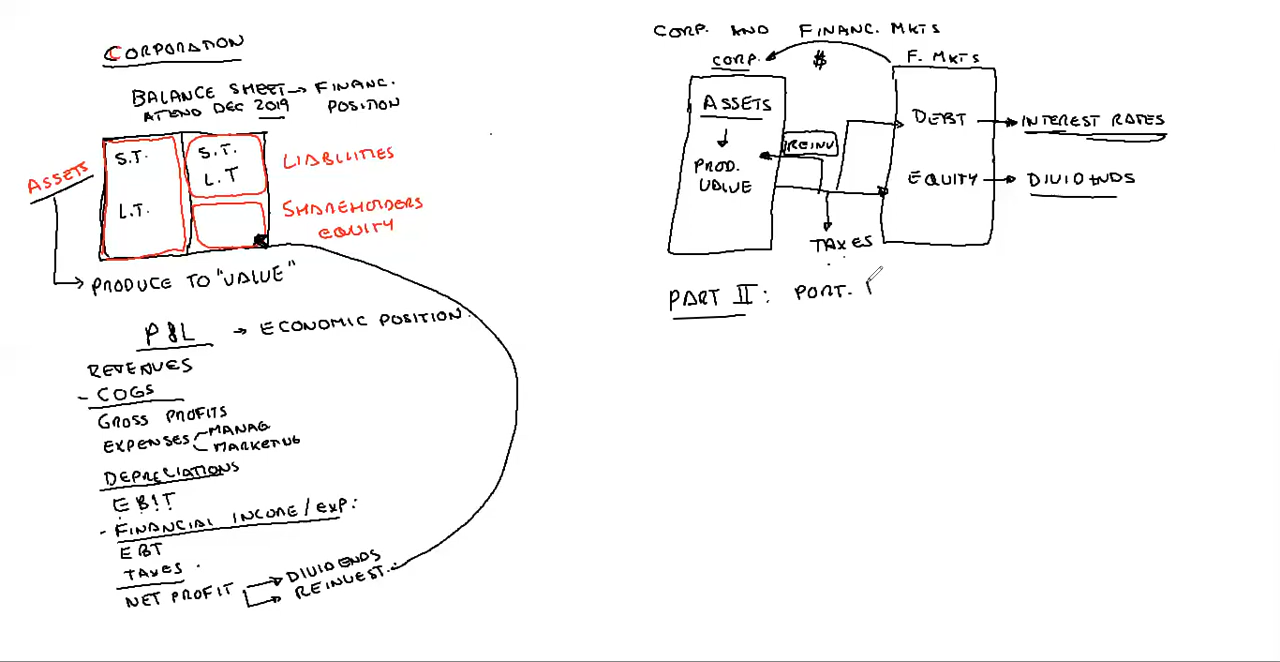 CORPORATION
BALANCE SHEET → FINANC.
AT END DEC 2019 POSITION
ASSETS
S.T.
L.T.
S.T.
L.T
LIABILITIES
SHAREHOLDERS
EQUITY
PRODUCE TO "VALUE"
P&L → ECONOMIC POSITION
REVENUES
- COGS
GROSS PROFITS
EXPENSES
MANAG
MARKETING
DEPRECIATIONS
EBIT
- FINANCIAL INCOME/EXP:
EBT
TAXES
NET PROFIT
DIVIDENDS
REINVEST.
CORP. AND FINANC. MKTS
CORP.
$
F. MKTS
ASSETS
PROD.
VALUE
REINV
TAXES
DEBT → INTEREST RATES
EQUITY → DIVIDENDS
PART II: PORT.